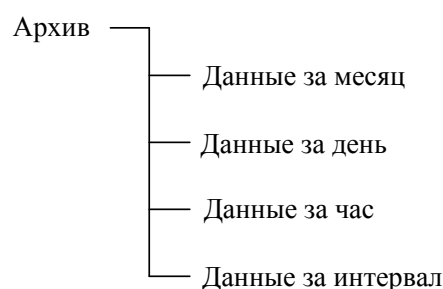 Архив
Данные за месяц
Данные за день
Данные за час
Данные за интервал